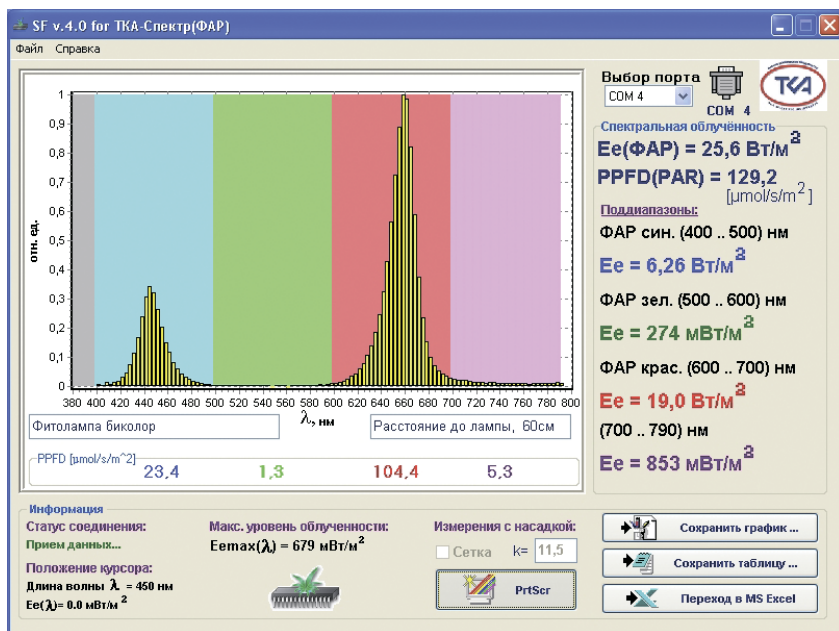 SF v.4.0 for ТКА-Спектр(ФАР)
Файл Справка
1
0,9
0,8
0,7
0,6
0,5
0,4
0,3
0,2
0,1
0
отн. ед.
380 400 420 440 460 480 500 520 540 560 580 600 620 640 660 680 700 720 740 760 780 800
λ, нм
Фитолампа биколор
Расстояние до лампы, 60см
PPFD [µmol/s/m^2]
23,4 1,3 104,4 5,3
Выбор порта
COM 4
COM 4
ТКА
Спектральная облучённость
Ee(ФАР) = 25,6 Вт/м²
PPFD(PAR) = 129,2
[µmol/s/m²]
Поддиапазоны:
ФАР син. (400 .. 500) нм
Ee = 6,26 Вт/м²
ФАР зел. (500 .. 600) нм
Ee = 274 мВт/м²
ФАР крас. (600 .. 700) нм
Ee = 19,0 Вт/м²
(700 .. 790) нм
Ee = 853 мВт/м²
Информация
Статус соединения:
Прием данных...
Положение курсора:
Длина волны λ = 450 нм
Ee(λ)= 0.0 мВт/м²
Макс. уровень облученности:
Eemax(λ) = 679 мВт/м²
Измерения с насадкой:
Сетка k= 11,5
PrtScr
Сохранить график ...
Сохранить таблицу ...
Переход в MS Excel